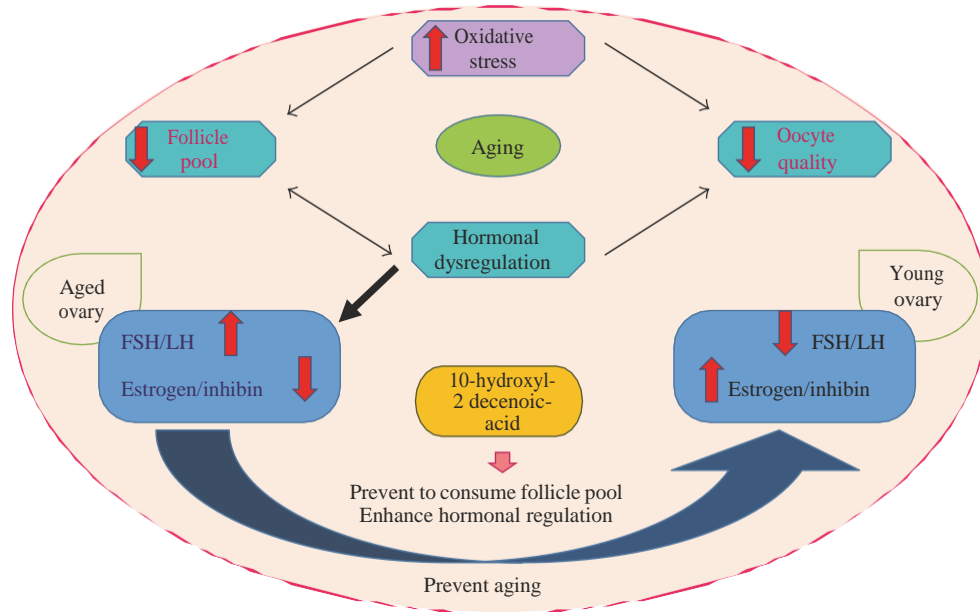 Oxidative
stress
Follicle
pool
Aging
Oocyte
quality
Hormonal
dysregulation
Aged
ovary
Young
ovary
FSH/LH
Estrogen/inhibin
FSH/LH
Estrogen/inhibin
10-hydroxyl-
2 decenoic-
acid
Prevent to consume follicle pool
Enhance hormonal regulation
Prevent aging